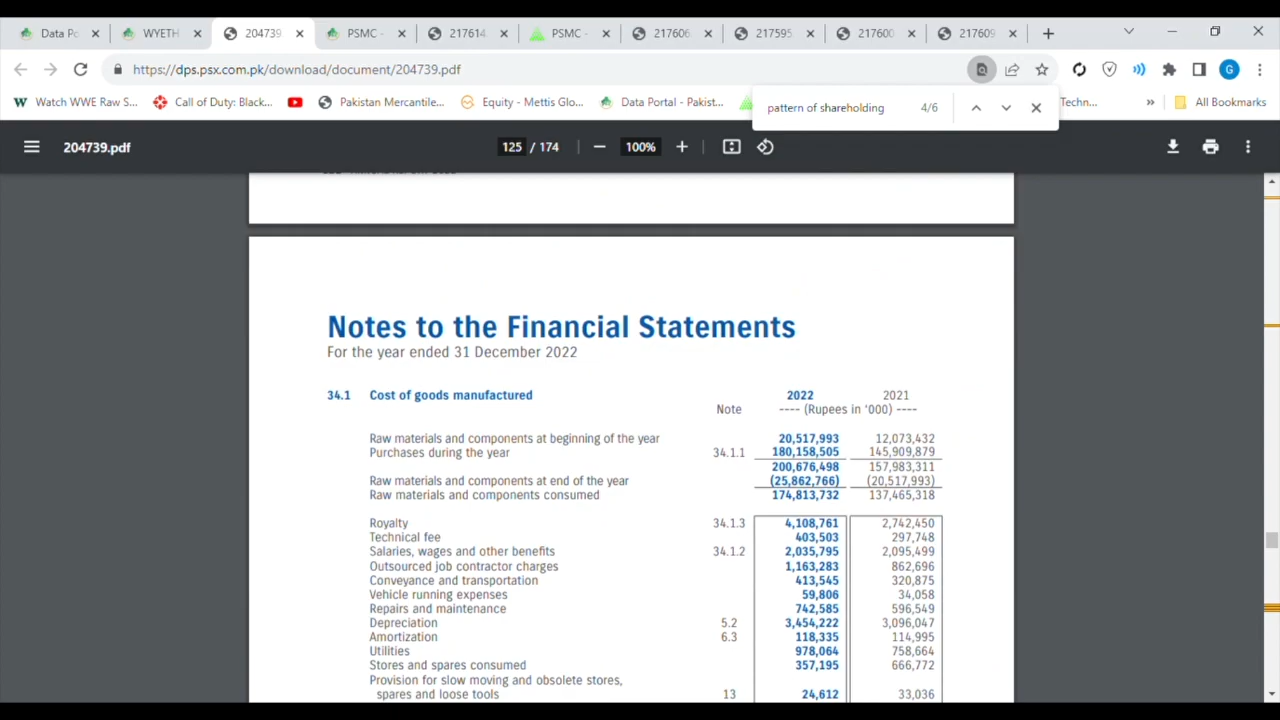 Data Po
WYETH
204739
PSMC -
217614
PSMC -
217606
217595
217600
217609
https://dps.psx.com.pk/download/document/204739.pdf
G
W Watch WWE Raw S...
Call of Duty: Black...
Pakistan Mercantile...
Equity - Mettis Glo...
Data Portal - Pakist...
Techn...
All Bookmarks
pattern of shareholding 4/6
204739.pdf
125 / 174
100%
Notes to the Financial Statements
For the year ended 31 December 2022
34.1 Cost of goods manufactured 2022 2021
Note ---- (Rupees in '000) ----
Raw materials and components at beginning of the year 20,517,993 12,073,432
Purchases during the year 34.1.1 180,158,505 145,909,879
200,676,498 157,983,311
Raw materials and components at end of the year (25,862,766) (20,517,993)
Raw materials and components consumed 174,813,732 137,465,318
Royalty 34.1.3 4,108,761 2,742,450
Technical fee 403,503 297,748
Salaries, wages and other benefits 34.1.2 2,035,795 2,095,499
Outsourced job contractor charges 1,163,283 862,696
Conveyance and transportation 413,545 320,875
Vehicle running expenses 59,806 34,058
Repairs and maintenance 742,585 596,549
Depreciation 5.2 3,454,222 3,096,047
Amortization 6.3 118,335 114,995
Utilities 978,064 758,664
Stores and spares consumed 357,195 666,772
Provision for slow moving and obsolete stores,
spares and loose tools 13 24,612 33,036